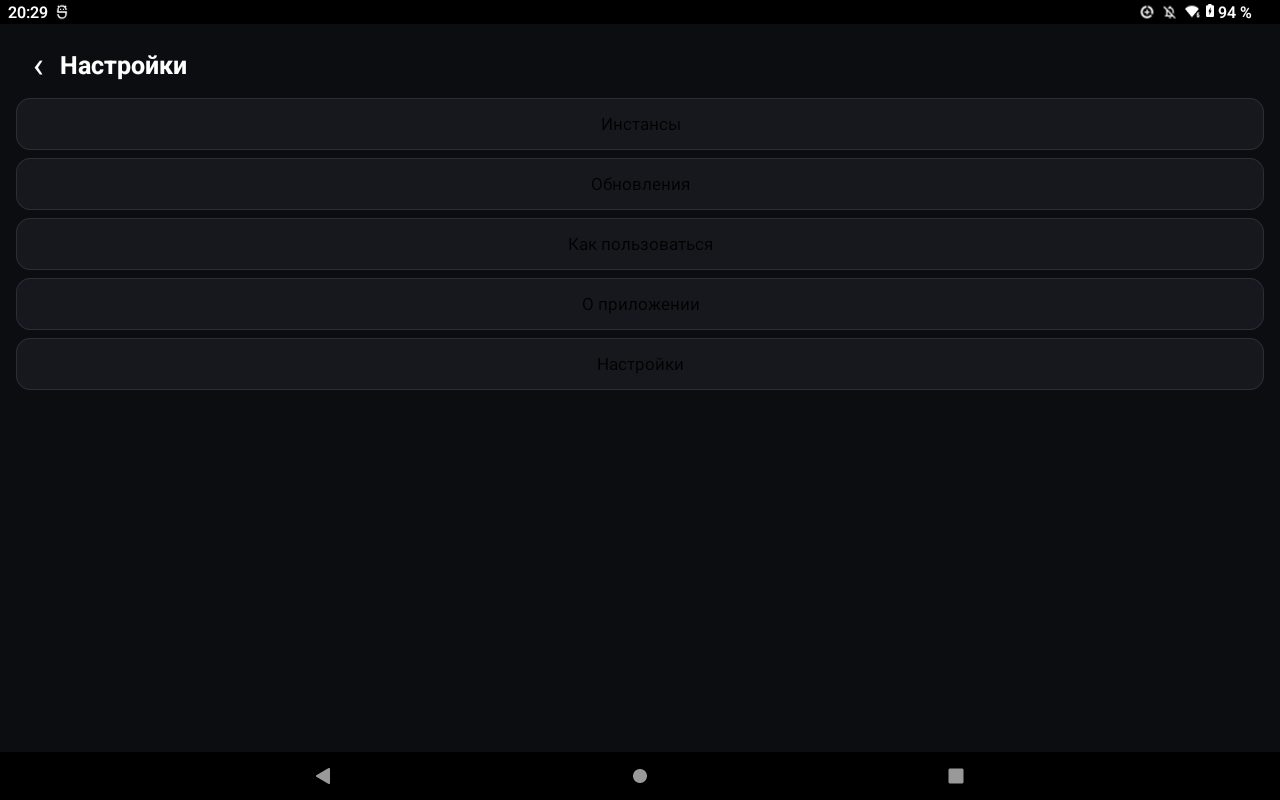 20:29
94 %
Настройки
Инстансы
Обновления
Как пользоваться
О приложении
Настройки